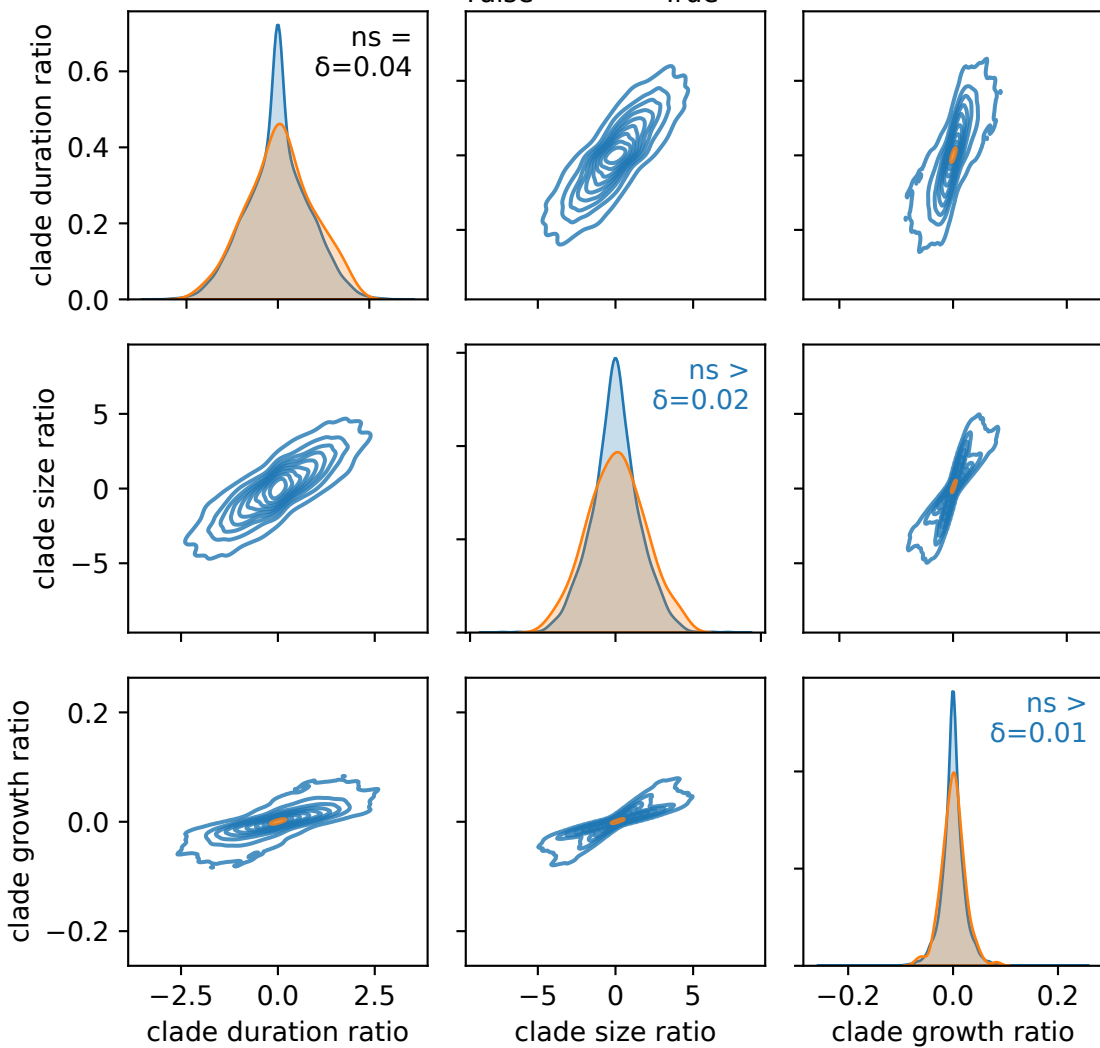 clade duration ratio
0.6
0.4
0.2
0.0
ns =
δ=0.04
clade size ratio
5
0
−5
ns >
δ=0.02
clade growth ratio
0.2
0.0
−0.2
ns >
δ=0.01
−2.5 0.0 2.5
−5 0 5
−0.2 0.0 0.2
clade duration ratio
clade size ratio
clade growth ratio